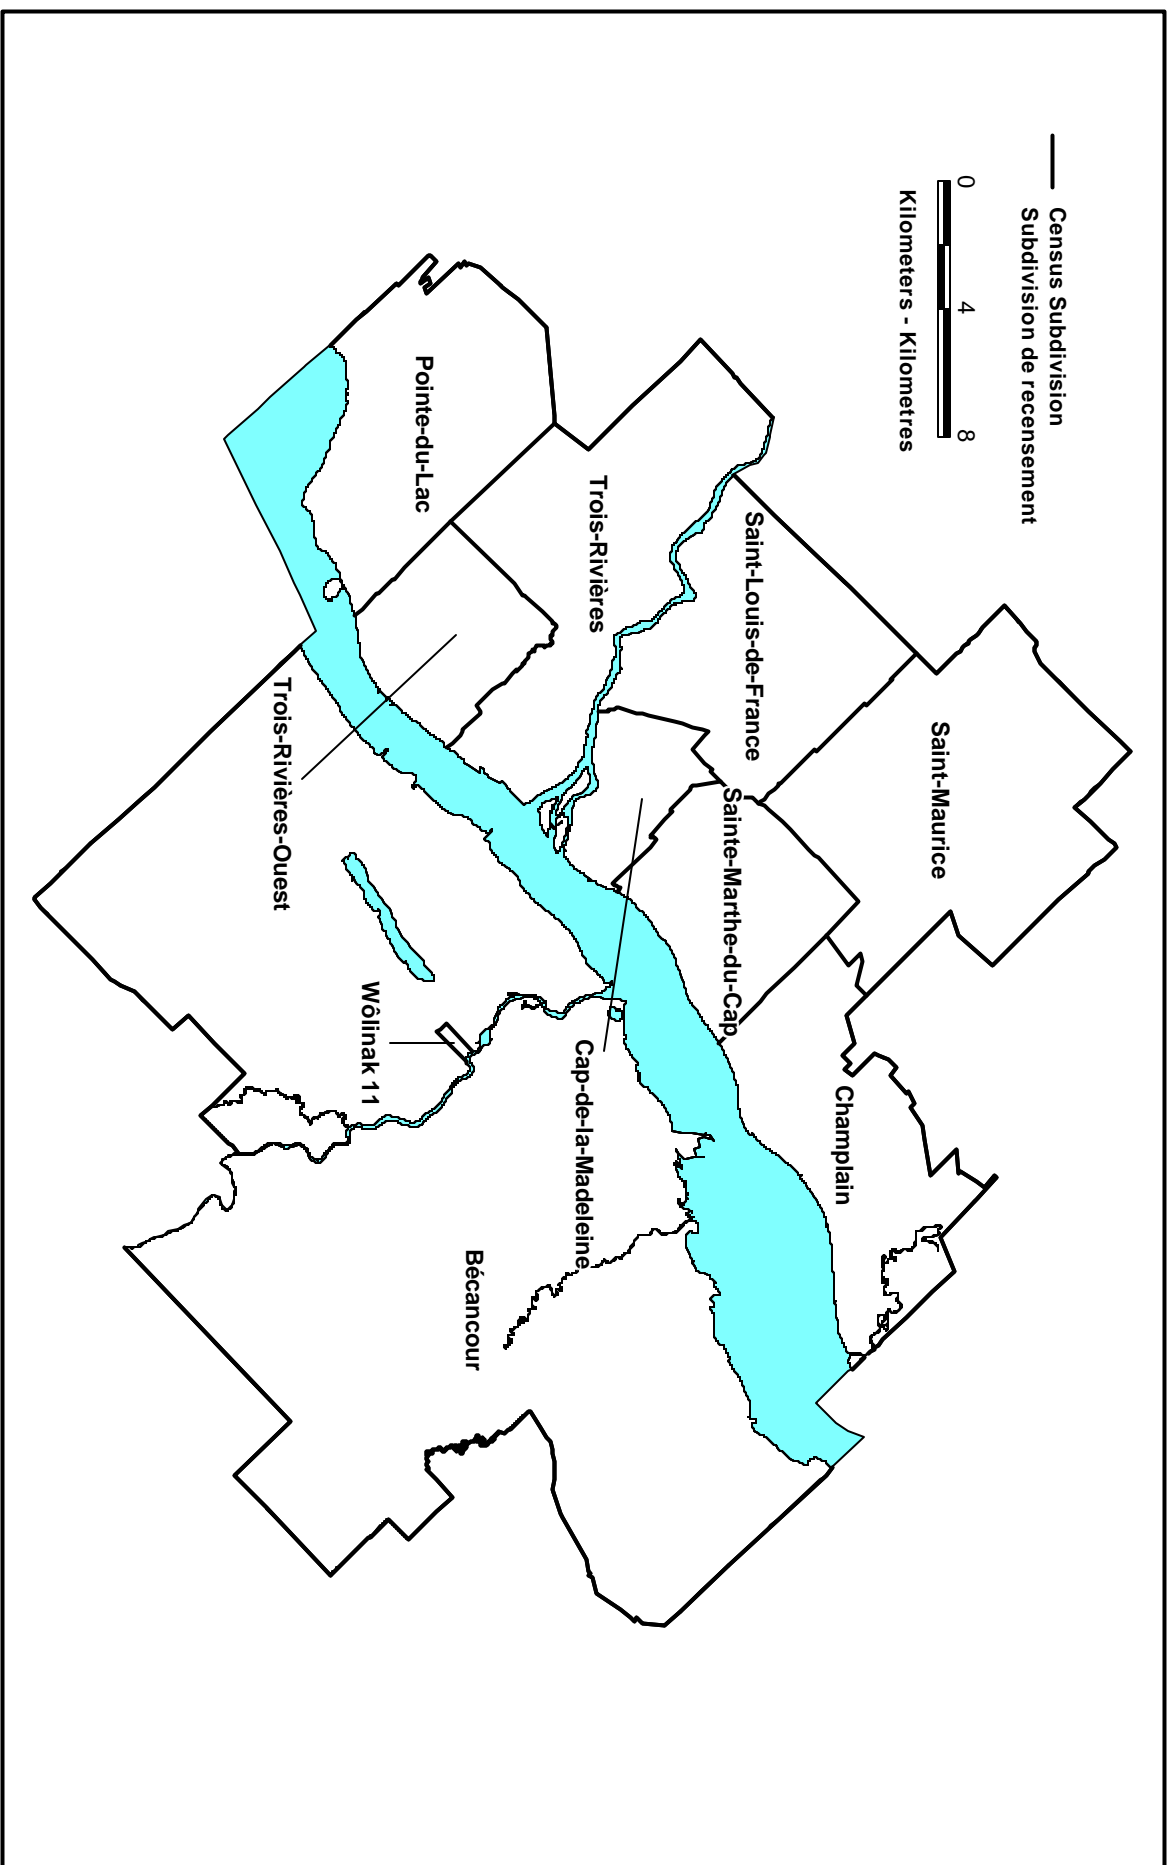 Census Subdivision
Subdivision de recensement
0 4 8
Kilometers - Kilometres
Saint-Maurice
Champlain
Saint-Louis-de-France
Sainte-Marthe-du-Cap
Trois-Rivières
Cap-de-la-Madeleine
Pointe-du-Lac
Bécancour
Wôlinak 11
Trois-Rivières-Ouest